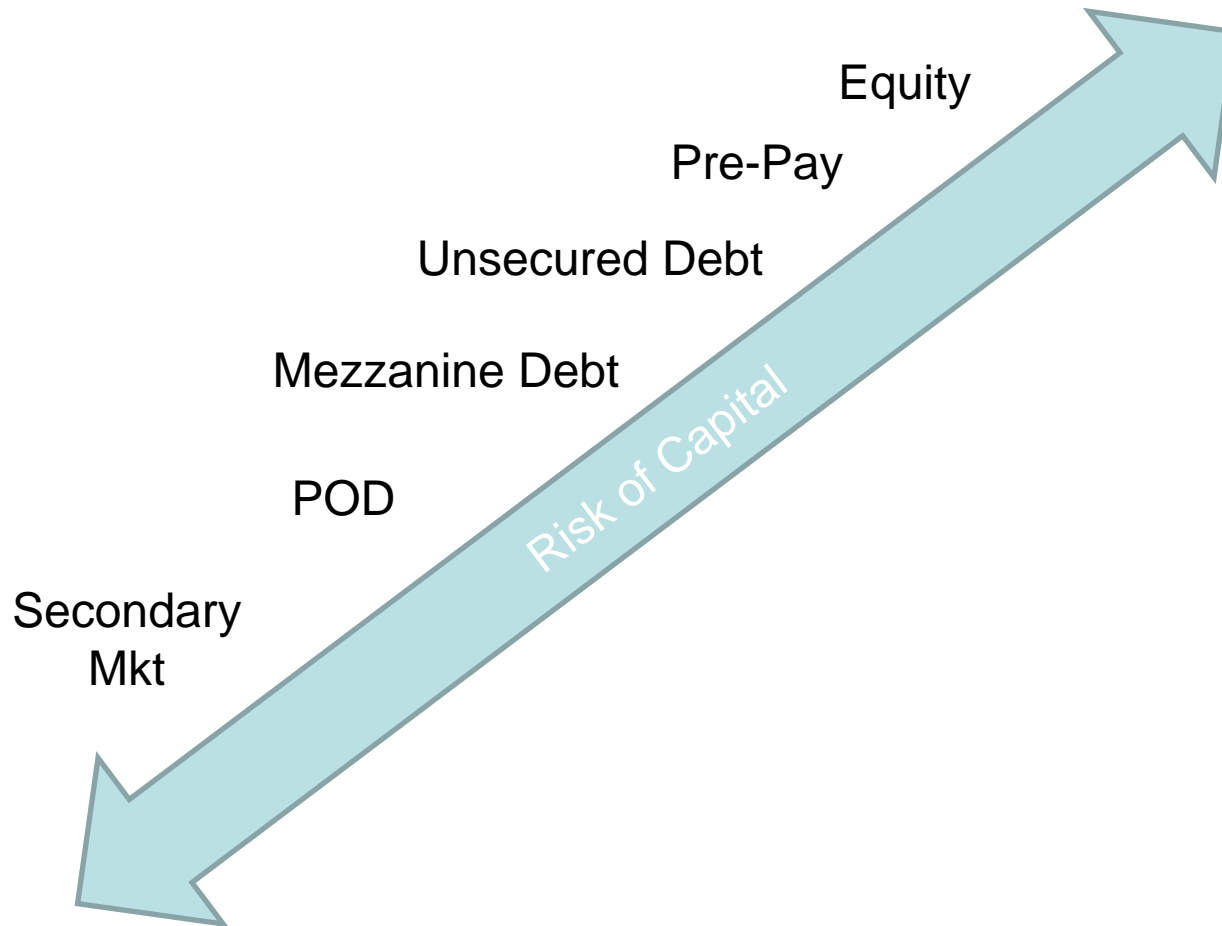 Equity
Pre-Pay
Unsecured Debt
Mezzanine Debt
Risk of Capital
POD
Secondary
Mkt